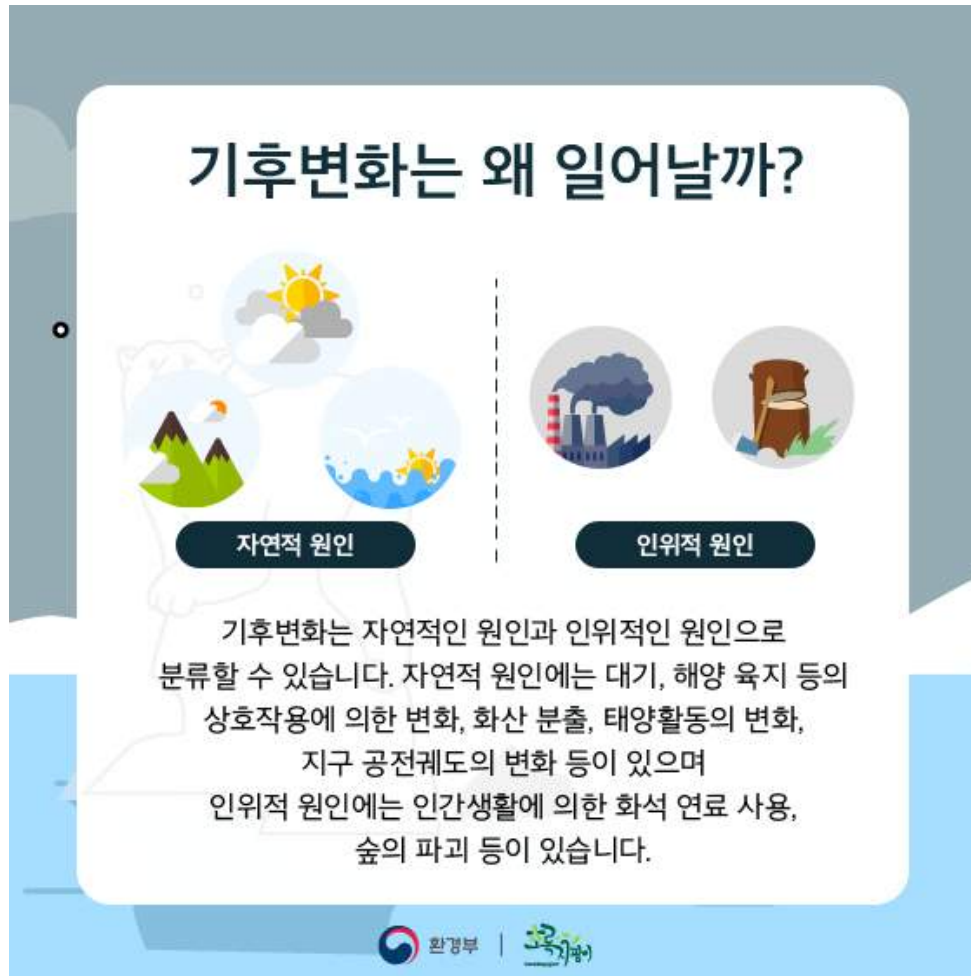 기후변화는 왜 일어날까?
자연적 원인
인위적 원인
기후변화는 자연적인 원인과 인위적인 원인으로
분류할 수 있습니다. 자연적 원인에는 대기, 해양 육지 등의
상호작용에 의한 변화, 화산 분출, 태양활동의 변화,
지구 공전궤도의 변화 등이 있으며
인위적 원인에는 인간생활에 의한 화석 연료 사용,
숲의 파괴 등이 있습니다.
환경부 | 초록지팡이